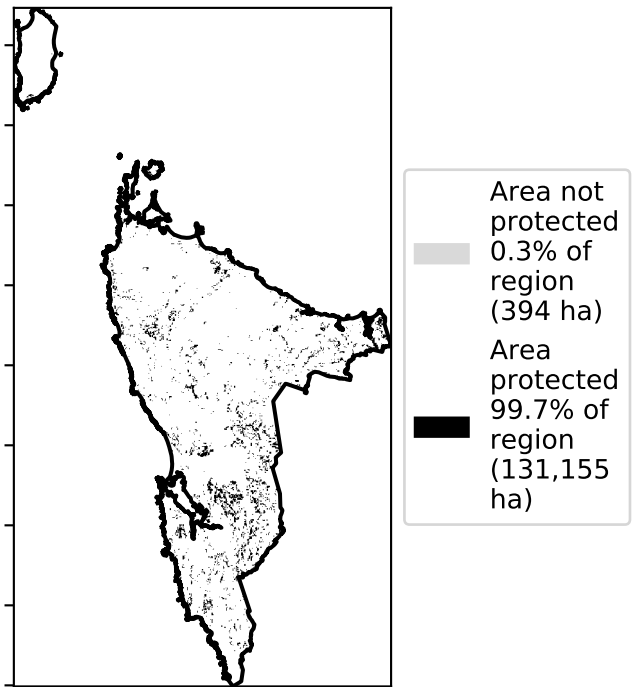 Area not
protected
0.3% of
region
(394 ha)
Area
protected
99.7% of
region
(131,155
ha)